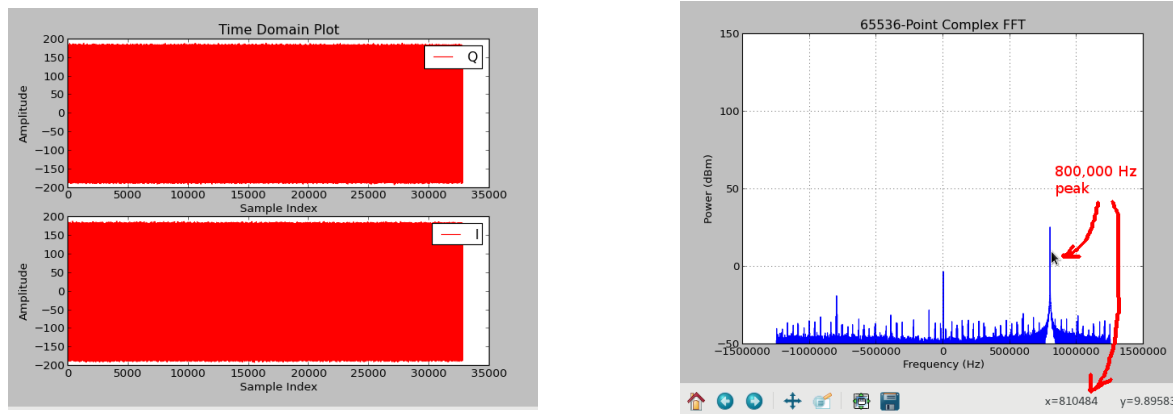 Time Domain Plot
200
150
100
50
0
−50
−100
−150
−200
Amplitude
Q
0 5000 10000 15000 20000 25000 30000 35000
Sample Index
200
150
100
50
0
−50
−100
−150
−200
Amplitude
I
0 5000 10000 15000 20000 25000 30000 35000
Sample Index
65536-Point Complex FFT
150
100
50
0
−50
Power (dBm)
800,000 Hz
peak
−1500000 −1000000 −500000 0 500000 1000000 1500000
Frequency (Hz)
x=810484 y=9.8958